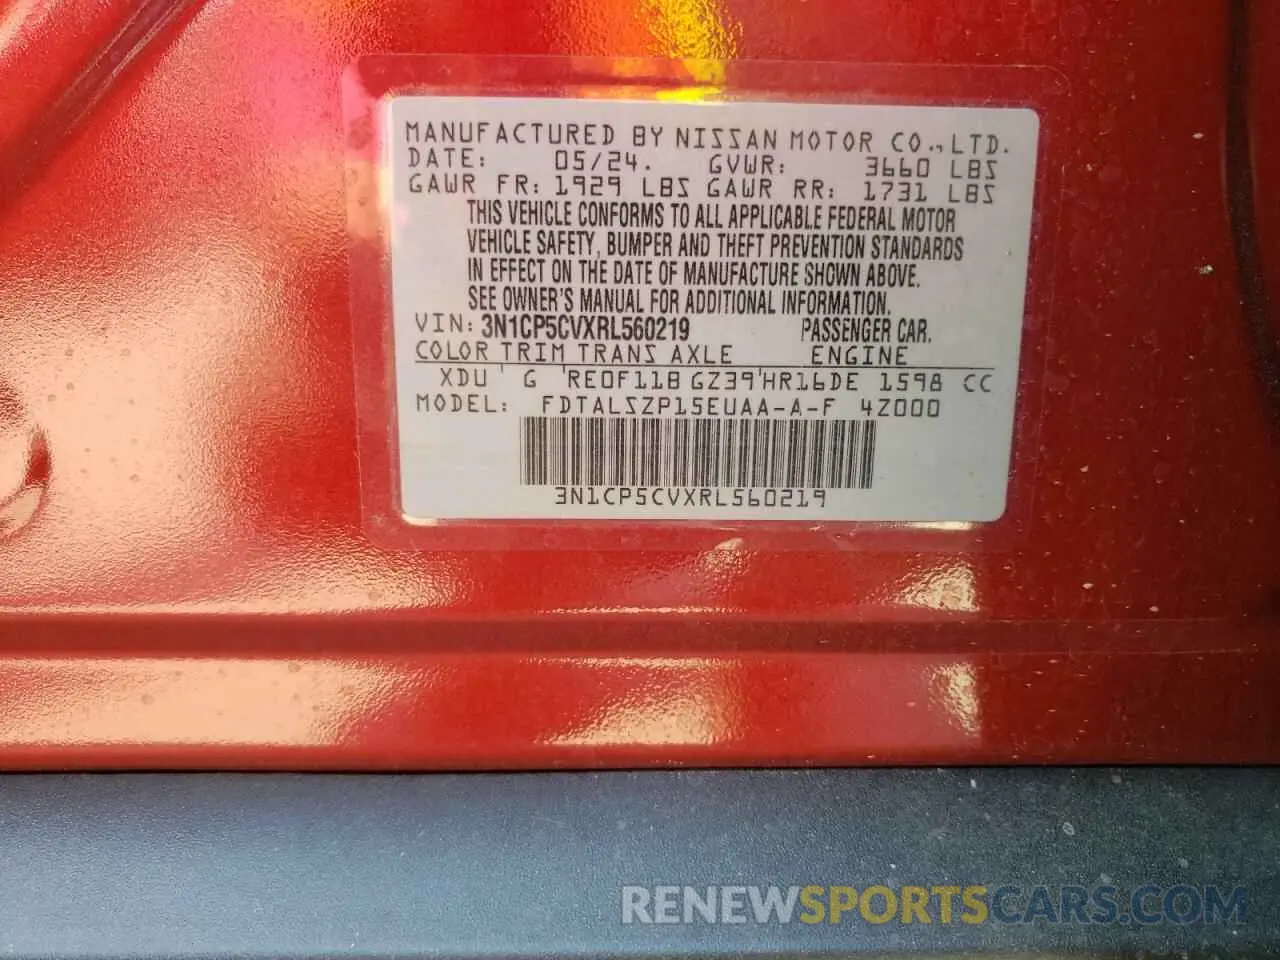 MANUFACTURED BY NISSAN MOTOR CO., LTD.
DATE: 05/24. GVWR: 3660 LBS
GAWR FR: 1929 LBS GAWR RR: 1731 LBS
THIS VEHICLE CONFORMS TO ALL APPLICABLE FEDERAL MOTOR
VEHICLE SAFETY, BUMPER AND THEFT PREVENTION STANDARDS
IN EFFECT ON THE DATE OF MANUFACTURE SHOWN ABOVE.
SEE OWNER'S MANUAL FOR ADDITIONAL INFORMATION.
VIN: 3N1CP5CVXRL560219 PASSENGER CAR.
COLOR TRIM TRANS AXLE ENGINE
XDU ' G 'RE0F11B GZ39'HR16DE 1598 CC
MODEL: FDTALSZP15EUAA-A-F 4Z000
3N1CP5CVXRL560219
RENEWSPORTSCARS.COM